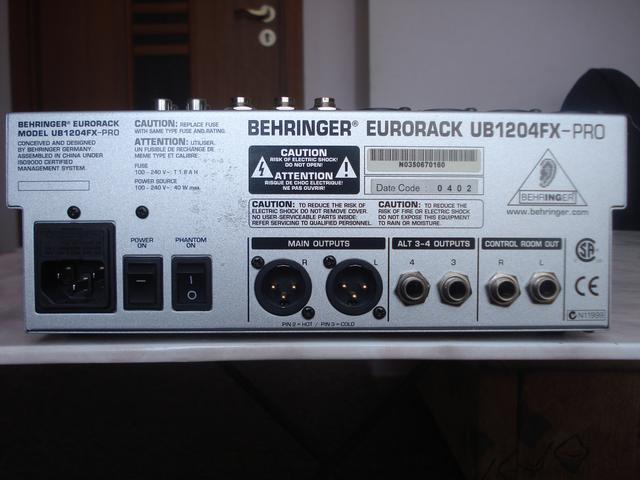 BEHRINGER® EURORACK
MODEL UB1204FX-PRO
CONCEIVED AND DESIGNED
BY BEHRINGER GERMANY.
ASSEMBLED IN CHINA UNDER
ISO9000 CERTIFIED
MANAGEMENT SYSTEM.
CAUTION: REPLACE FUSE
WITH SAME TYPE FUSE AND RATING.
ATTENTION: UTILISER
UN FUSIBLE DE RECHANGE DE
MEME TYPE ET CALIBRE.
FUSE
100 - 240 V~: T 1.6 A H
POWER SOURCE
100 - 240 V~: 40 W max.
BEHRINGER® EURORACK UB1204FX-PRO
CAUTION
RISK OF ELECTRIC SHOCK!
DO NOT OPEN!
ATTENTION
RISQUE DE CHOC ELECTRIQUE!
NE PAS OUVRIR!
N0350670160
Date Code: 0 4 0 2
BEHRINGER
www.behringer.com
CAUTION: TO REDUCE THE RISK OF
ELECTRIC SHOCK DO NOT REMOVE COVER.
NO USER-SERVICEABLE PARTS INSIDE.
REFER SERVICING TO QUALIFIED PERSONNEL.
CAUTION: TO REDUCE THE
RISK OF FIRE OR ELECTRIC SHOCK
DO NOT EXPOSE THIS EQUIPMENT
TO RAIN OR MOISTURE.
POWER
ON
PHANTOM
ON
MAIN OUTPUTS
R
L
ALT 3-4 OUTPUTS
4
3
CONTROL ROOM OUT
R
L
SA
CE
PIN 2 = HOT / PIN 3 = COLD
N11998